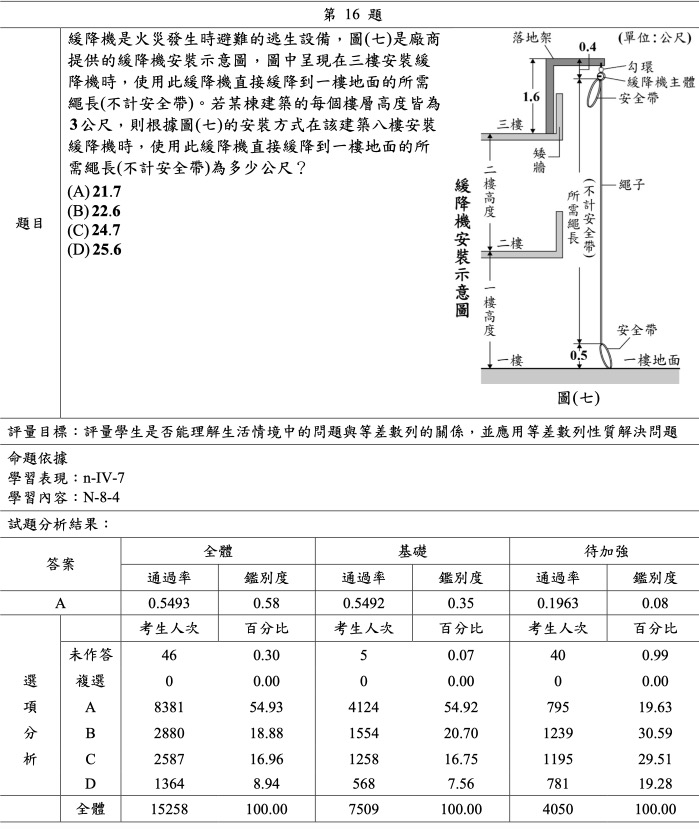 第 16 題
題目
緩降機是火災發生時避難的逃生設備，圖(七)是廠商
提供的緩降機安裝示意圖，圖中呈現在三樓安裝緩
降機時，使用此緩降機直接緩降到一樓地面的所需
繩長(不計安全帶)。若某棟建築的每個樓層高度皆為
3公尺，則根據圖(七)的安裝方式在該建築八樓安裝
緩降機時，使用此緩降機直接緩降到一樓地面的所
需繩長(不計安全帶)為多少公尺？
(A) 21.7
(B) 22.6
(C) 24.7
(D) 25.6
緩降機安裝示意圖
落地架
(單位：公尺)
0.4
勾環
緩降機主體
安全帶
1.6
三樓
矮牆
二樓高度
所需繩長
(不計安全帶)
繩子
二樓
一樓高度
安全帶
0.5
一樓
一樓地面
圖(七)
評量目標：評量學生是否能理解生活情境中的問題與等差數列的關係，並應用等差數列性質解決問題
命題依據
學習表現：n-IV-7
學習內容：N-8-4
試題分析結果：
答案 全體 基礎 待加強
通過率 鑑別度 通過率 鑑別度 通過率 鑑別度
A 0.5493 0.58 0.5492 0.35 0.1963 0.08
選項分析
考生人次 百分比 考生人次 百分比 考生人次 百分比
未作答 46 0.30 5 0.07 40 0.99
複選 0 0.00 0 0.00 0 0.00
A 8381 54.93 4124 54.92 795 19.63
B 2880 18.88 1554 20.70 1239 30.59
C 2587 16.96 1258 16.75 1195 29.51
D 1364 8.94 568 7.56 781 19.28
全體 15258 100.00 7509 100.00 4050 100.00